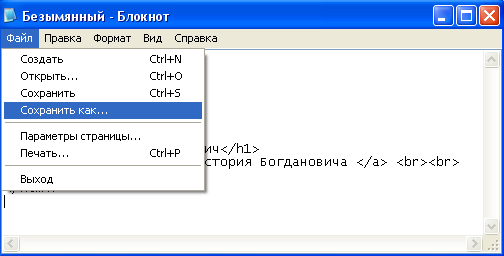 Безымянный - Блокнот
Файл Правка Формат Вид Справка
Создать Ctrl+N
Открыть... Ctrl+O
Сохранить Ctrl+S
Сохранить как...
Параметры страницы...
Печать... Ctrl+P
Выход
ич</h1>
стория Богдановича </a> <br><br>